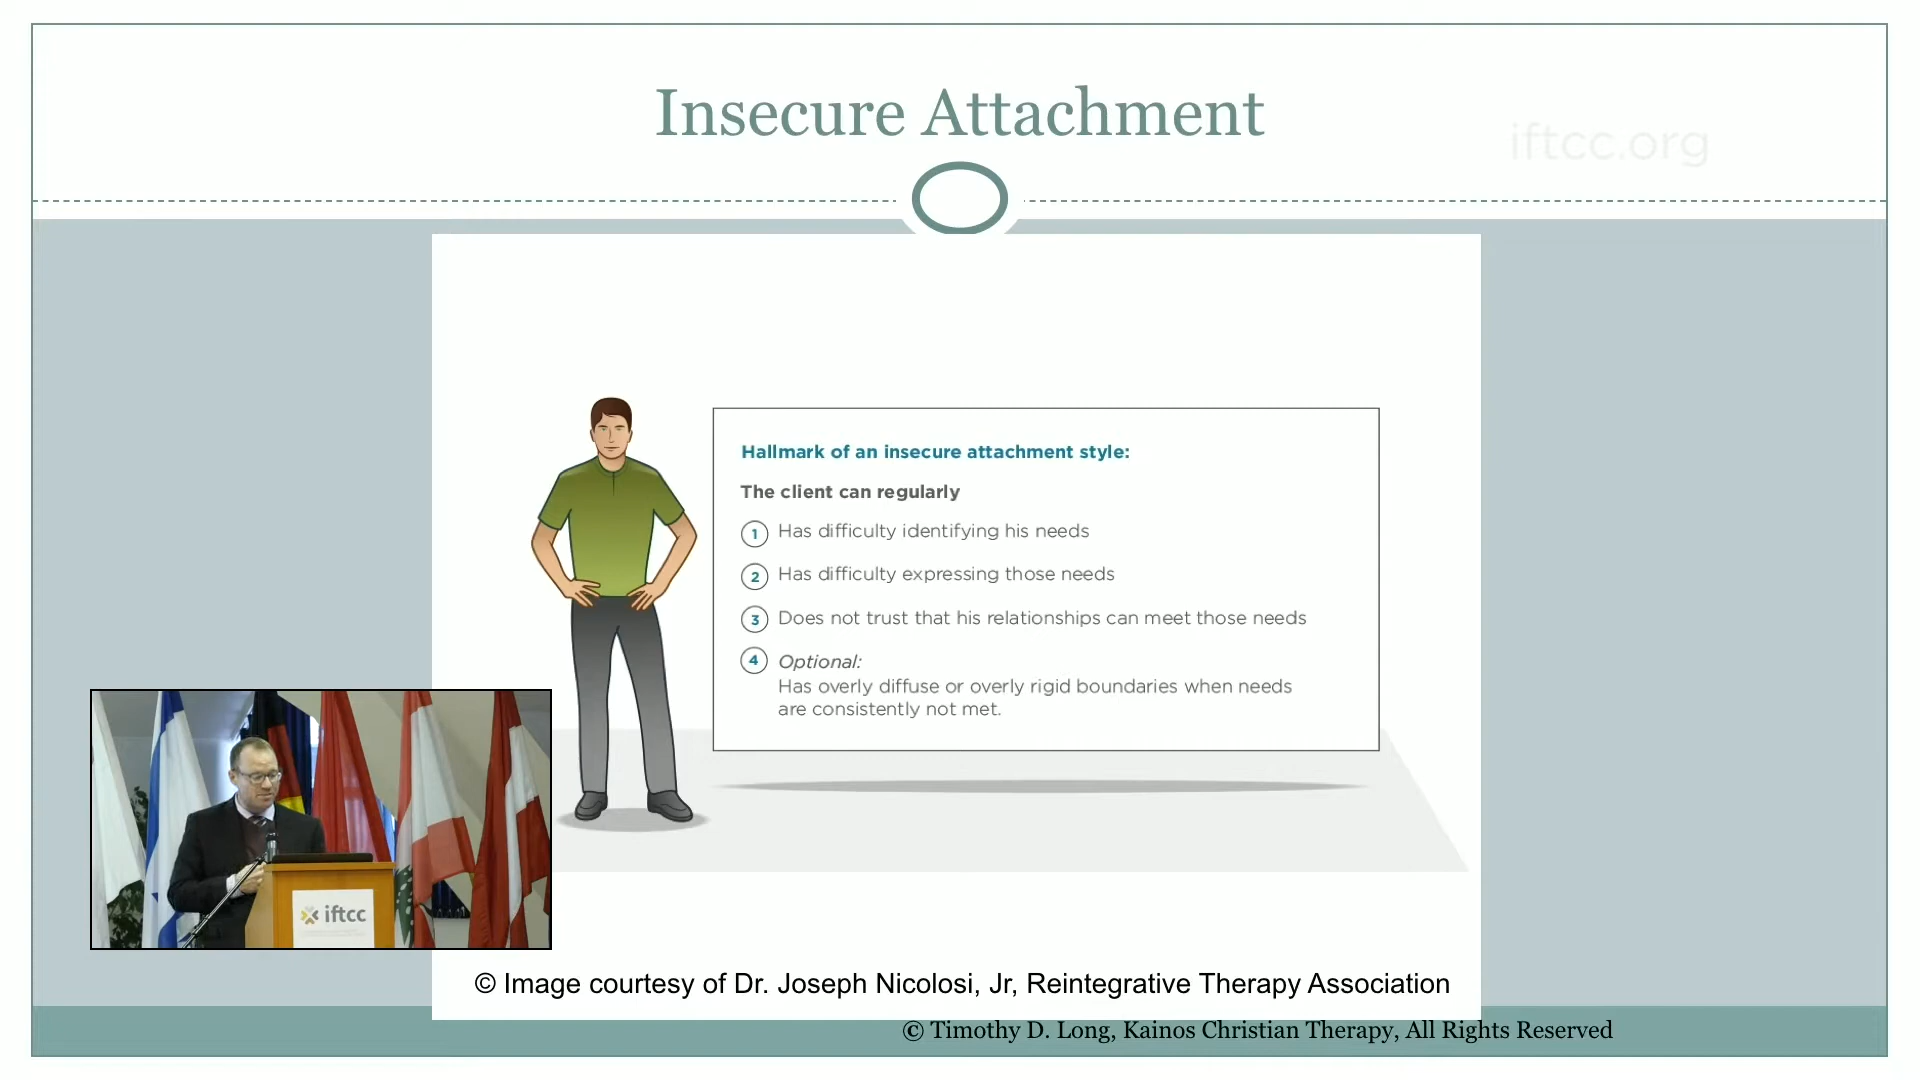 Insecure Attachment
iftcc.org
Hallmark of an insecure attachment style:
The client can regularly
1 Has difficulty identifying his needs
2 Has difficulty expressing those needs
3 Does not trust that his relationships can meet those needs
4 Optional:
Has overly diffuse or overly rigid boundaries when needs
are consistently not met.
iftcc
© Image courtesy of Dr. Joseph Nicolosi, Jr, Reintegrative Therapy Association
© Timothy D. Long, Kainos Christian Therapy, All Rights Reserved